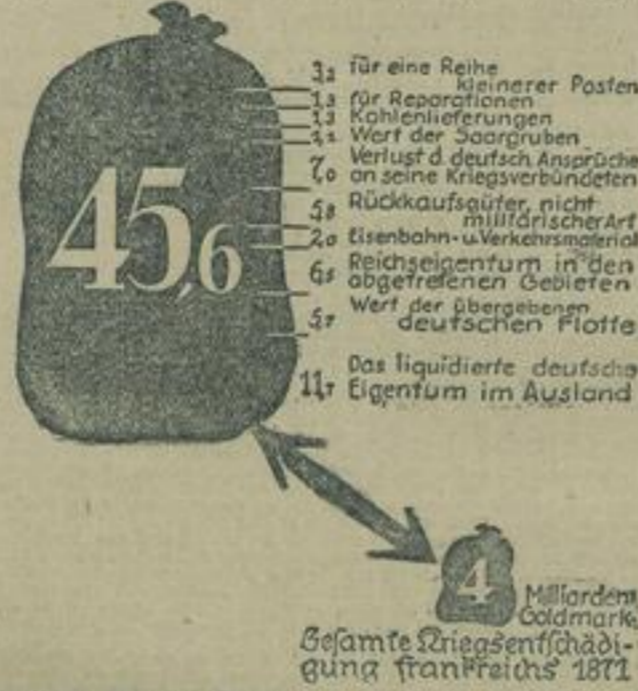 45,6
3,2 für eine Reihe
kleinerer Posten
1,3 für Reparationen
1,3 Kohlenlieferungen
1,1 Wert der Saargruben
7,0 Verlust d. deutsch. Ansprüche
an seine Kriegsverbündeten
5,8 Rückkaufsgüter, nicht
militärischer Art
2,0 Eisenbahn- u. Verkehrsmaterial
6,5 Reichseigentum in den
abgetretenen Gebieten
5,7 Wert der übergebenen
deutschen Flotte
11,7 Das liquidierte deutsche
Eigentum im Ausland
4 Milliarden
Goldmark
Gesamte Kriegsentschädi-
gung Frankreichs 1871